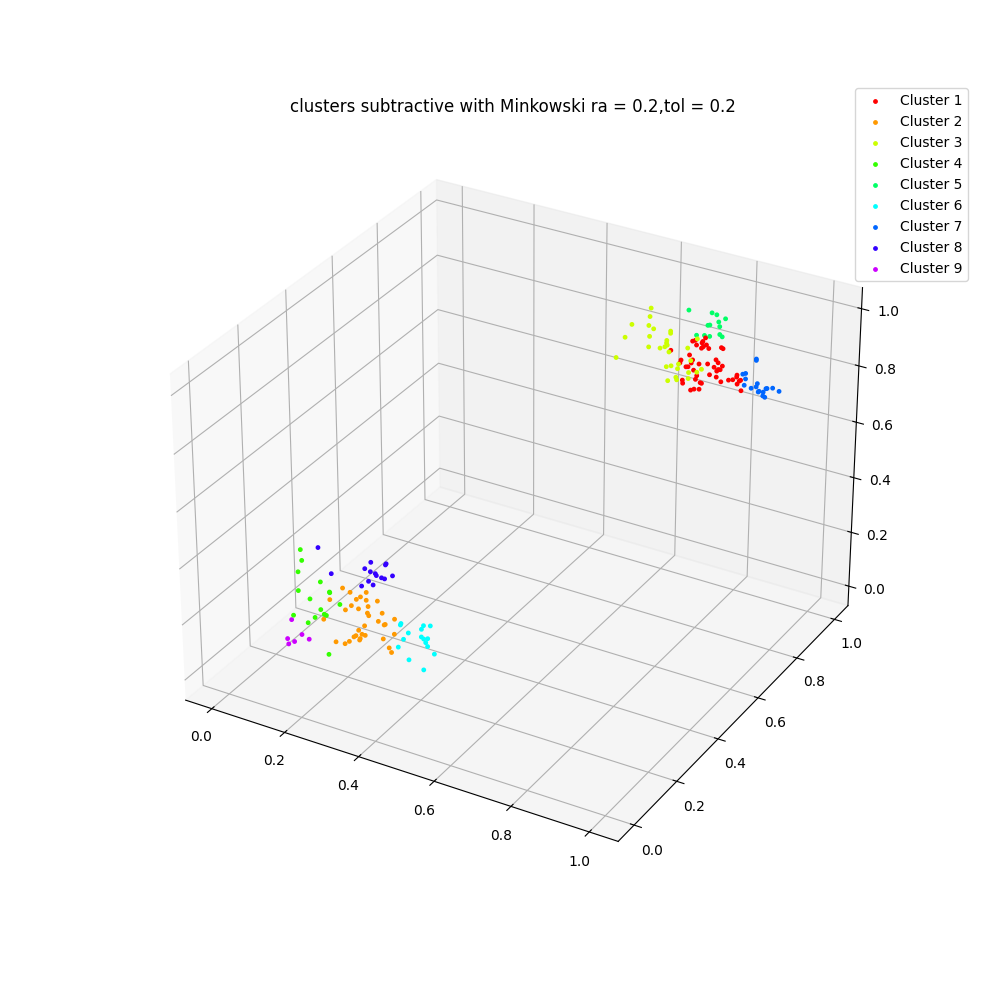 clusters subtractive with Minkowski ra = 0.2,tol = 0.2
Cluster 1
Cluster 2
Cluster 3
Cluster 4
Cluster 5
Cluster 6
Cluster 7
Cluster 8
Cluster 9
1.0
0.8
0.6
0.4
0.2
0.0
1.0
0.8
0.6
0.4
0.2
0.0
0.0
0.2
0.4
0.6
0.8
1.0